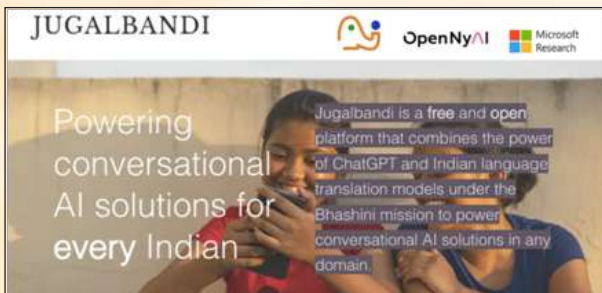 JUGALBANDI
OpenNyAI
Microsoft
Research
Powering
conversational
AI solutions for
every Indian
Jugalbandi is a free and open
platform that combines the power
of ChatGPT and Indian language
translation models under the
Bhashini mission to power
conversational AI solutions in any
domain.